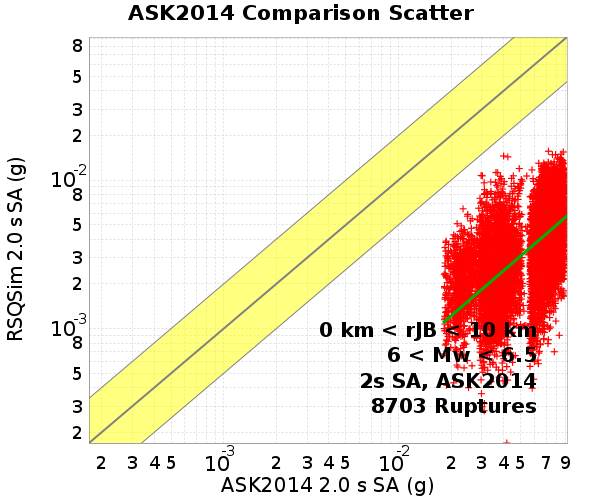 ASK2014 Comparison Scatter
RSQSim 2.0 s SA (g)
8
5
3
2
10-2
8
5
3
2
10-3
8
5
3
2
0 km < rJB < 10 km
6 < Mw < 6.5
2s SA, ASK2014
8703 Ruptures
2 3 4 5 10-3 2 3 4 5 10-2 2 3 4 5 7 9
ASK2014 2.0 s SA (g)